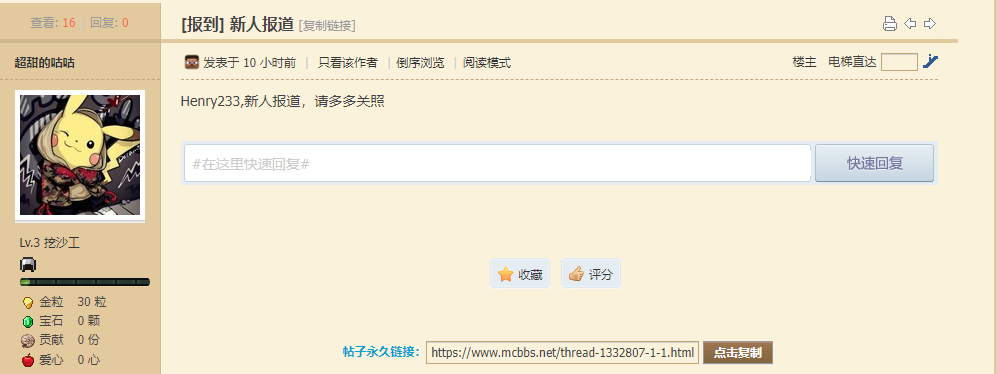 查看: 16 | 回复: 0
[报到] 新人报道 [复制链接]
超甜的咕咕
发表于 10 小时前 | 只看该作者 | 倒序浏览 | 阅读模式
楼主 电梯直达
Henry233,新人报道，请多多关照
#在这里快速回复#
快速回复
Lv.3 挖沙工
金粒 30 粒
宝石 0 颗
贡献 0 份
爱心 0 心
收藏
评分
帖子永久链接: https://www.mcbbs.net/thread-1332807-1-1.html 点击复制